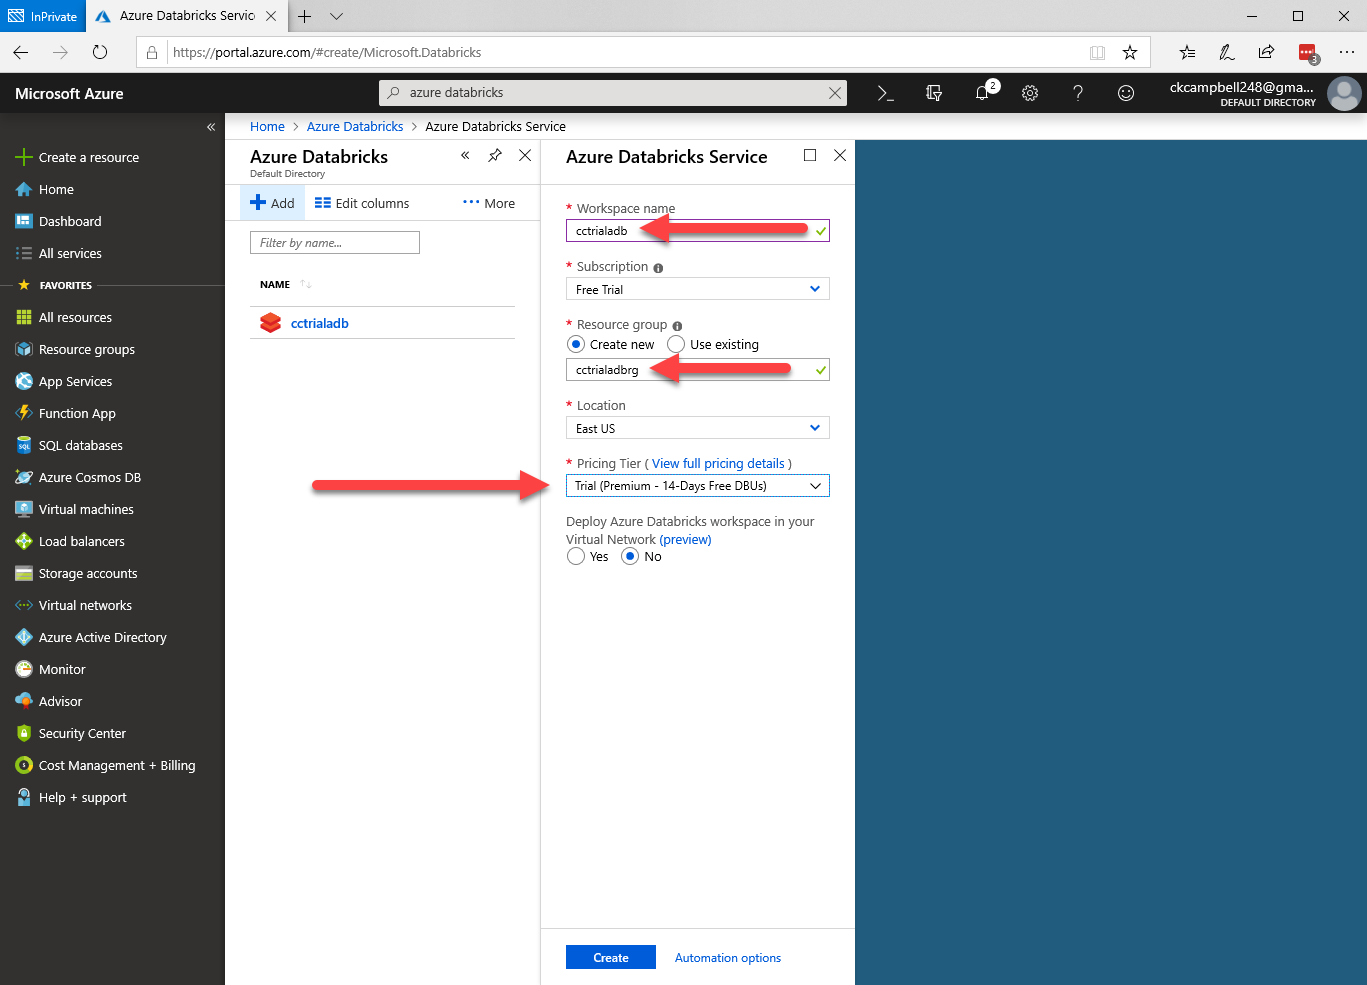 InPrivate
Azure Databricks Servic
https://portal.azure.com/#create/Microsoft.Databricks
3
Microsoft Azure
azure databricks
2
ckcampbell248@gma...
DEFAULT DIRECTORY
Create a resource
Home
Dashboard
All services
FAVORITES
All resources
Resource groups
App Services
Function App
SQL databases
Azure Cosmos DB
Virtual machines
Load balancers
Storage accounts
Virtual networks
Azure Active Directory
Monitor
Advisor
Security Center
Cost Management + Billing
Help + support
Home > Azure Databricks > Azure Databricks Service
Azure Databricks
Default Directory
Add
Edit columns
More
Filter by name...
NAME
cctrialadb
Azure Databricks Service
* Workspace name
cctrialadb
* Subscription
Free Trial
* Resource group
Create new
Use existing
cctrialadbrg
* Location
East US
* Pricing Tier ( View full pricing details )
Trial (Premium - 14-Days Free DBUs)
Deploy Azure Databricks workspace in your
Virtual Network (preview)
Yes
No
Create
Automation options